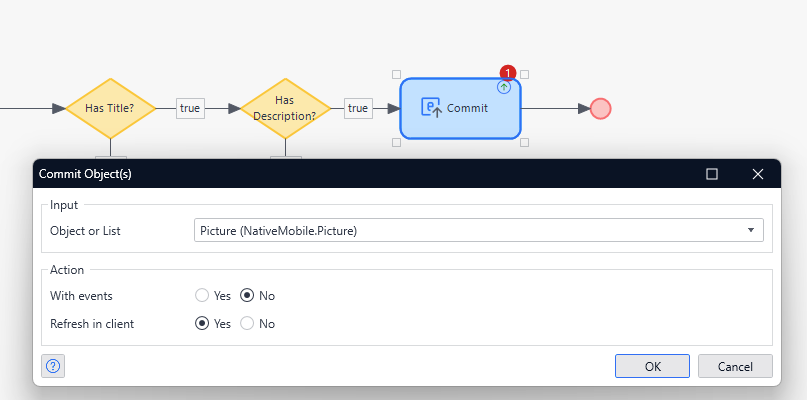 1
Has Title?
true
Has
Description?
true
Commit
Commit Object(s)
Input
Object or List
Picture (NativeMobile.Picture)
Action
With events
Yes
No
Refresh in client
Yes
No
?
OK
Cancel